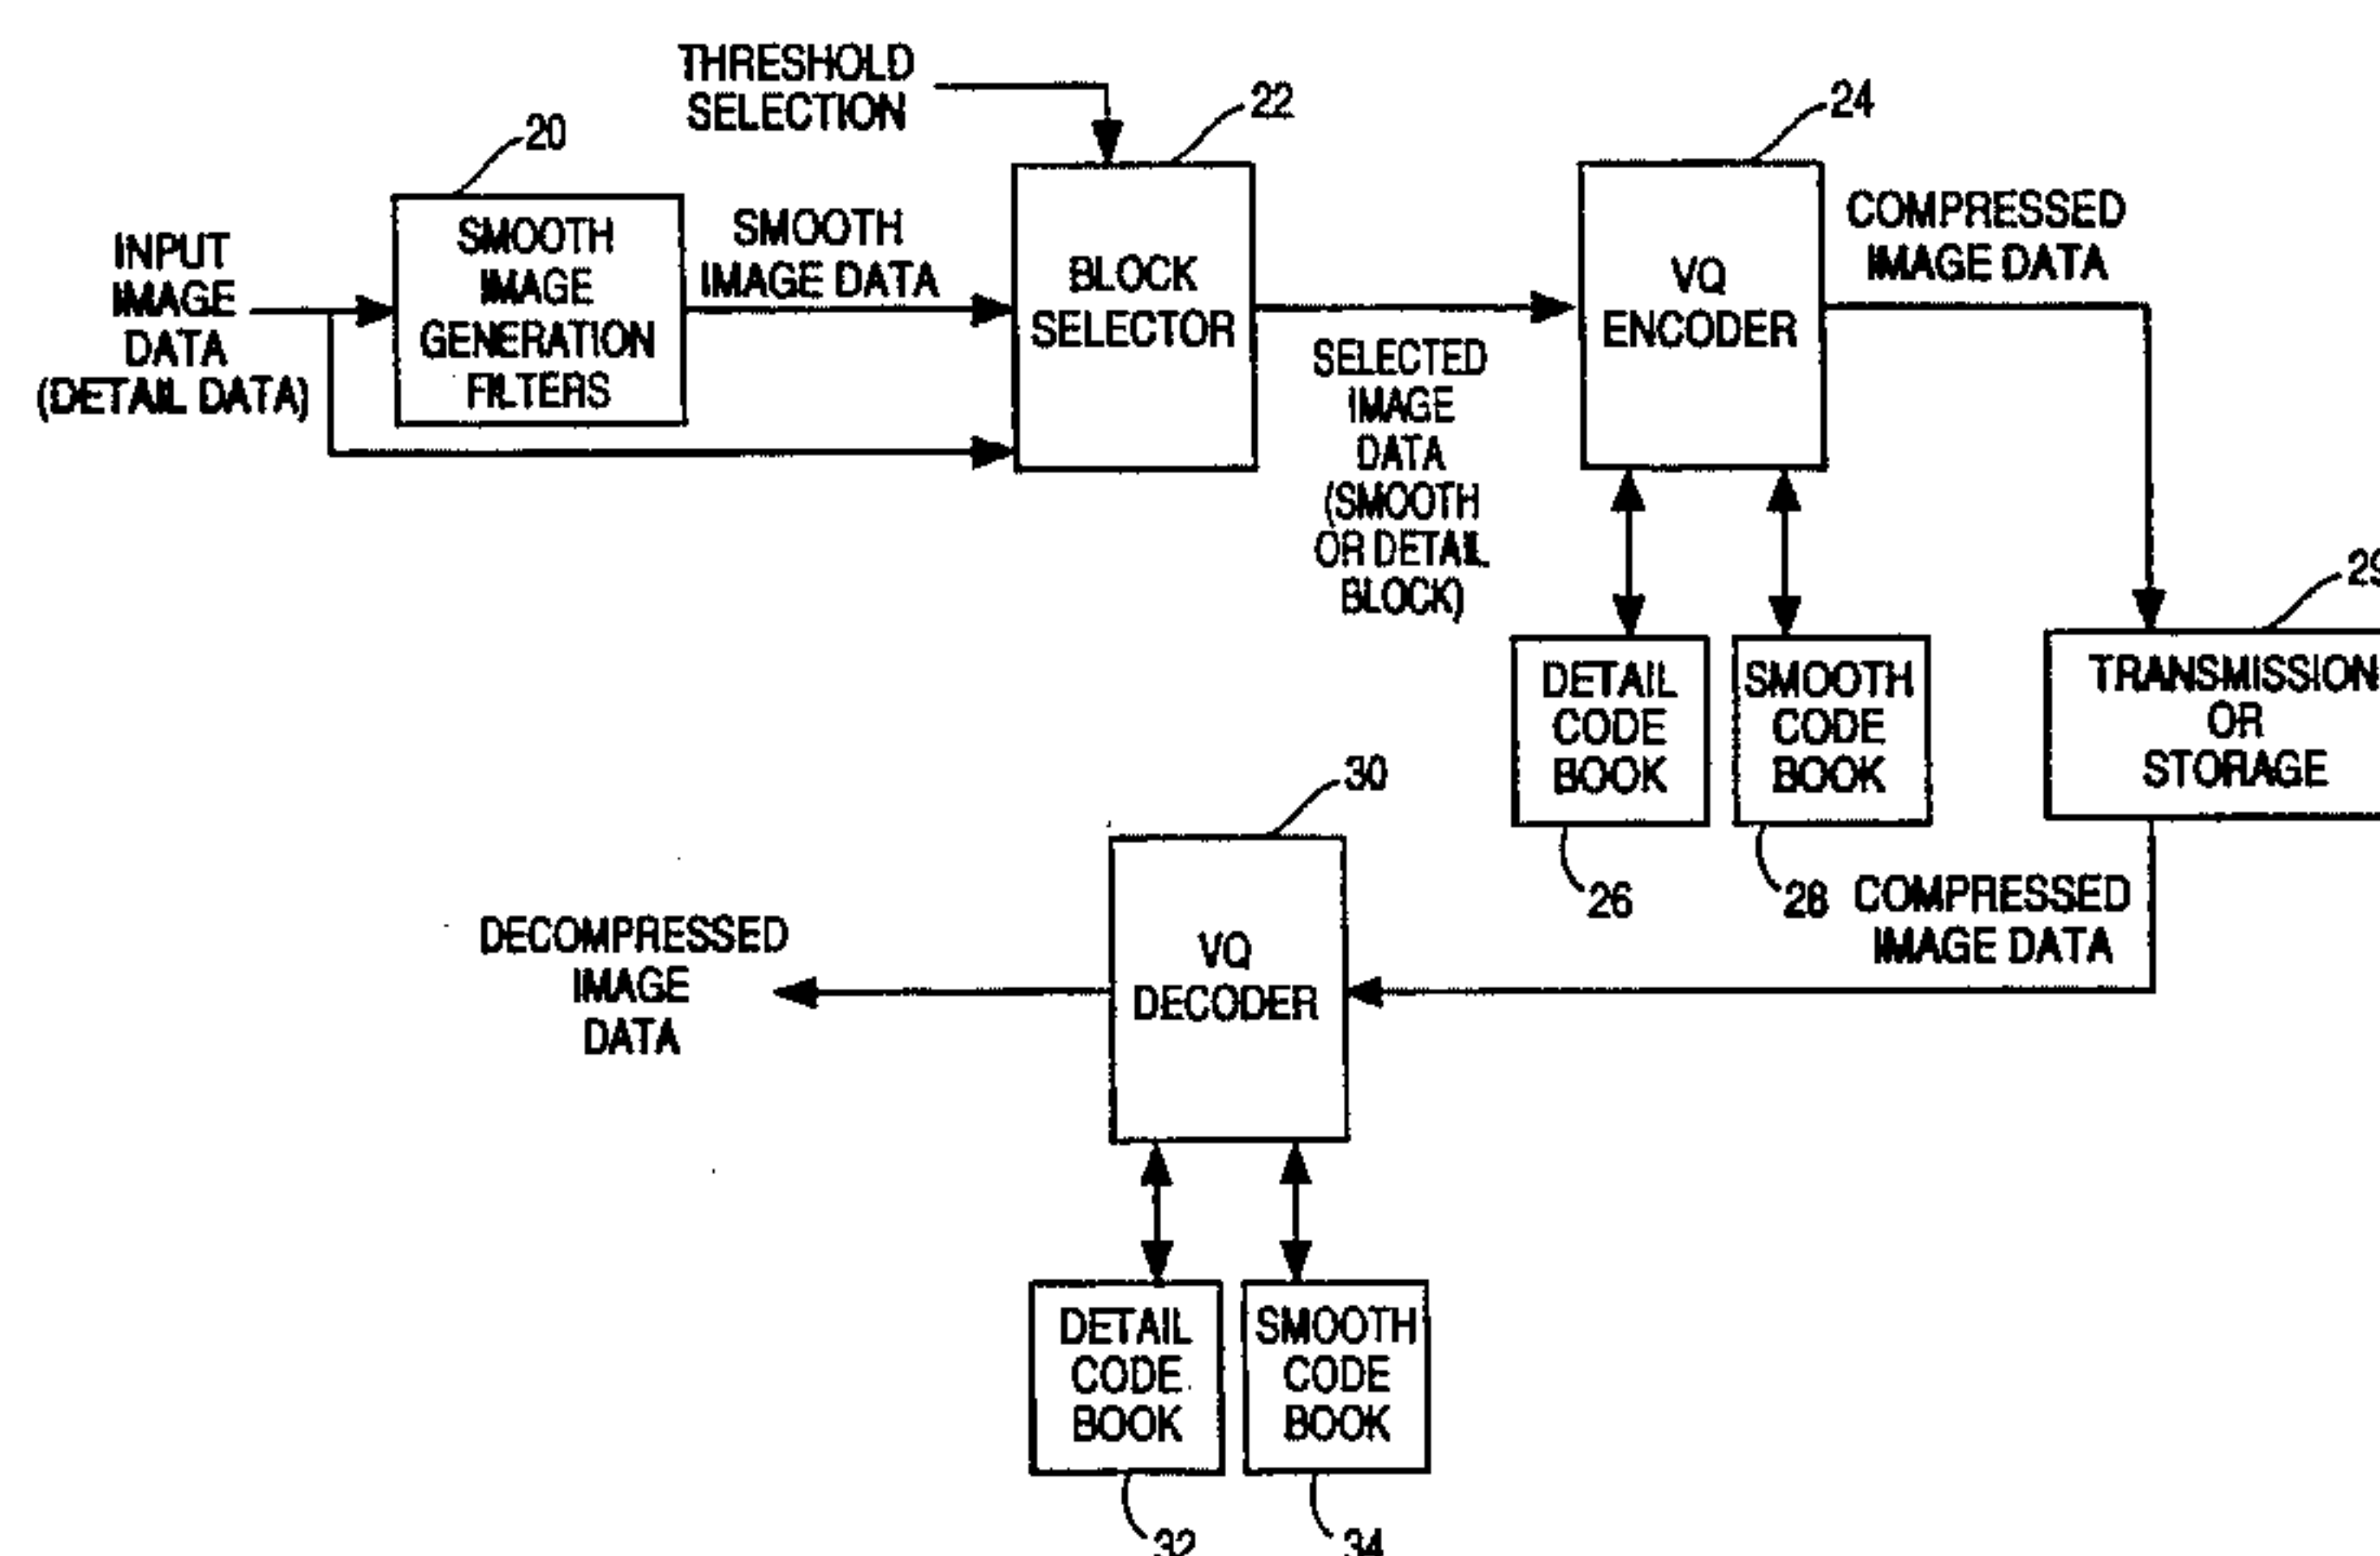 THRESHOLD
SELECTION
20
22
24
INPUT
IMAGE
DATA
(DETAIL DATA)
SMOOTH
IMAGE
GENERATION
FILTERS
SMOOTH
IMAGE DATA
BLOCK
SELECTOR
SELECTED
IMAGE
DATA
(SMOOTH
OR DETAIL
BLOCK)
VQ
ENCODER
COMPRESSED
IMAGE DATA
29
DETAIL
CODE
BOOK
SMOOTH
CODE
BOOK
TRANSMISSION
OR
STORAGE
26
28
COMPRESSED
IMAGE DATA
30
VQ
DECODER
DECOMPRESSED
IMAGE
DATA
DETAIL
CODE
BOOK
SMOOTH
CODE
BOOK
32
34